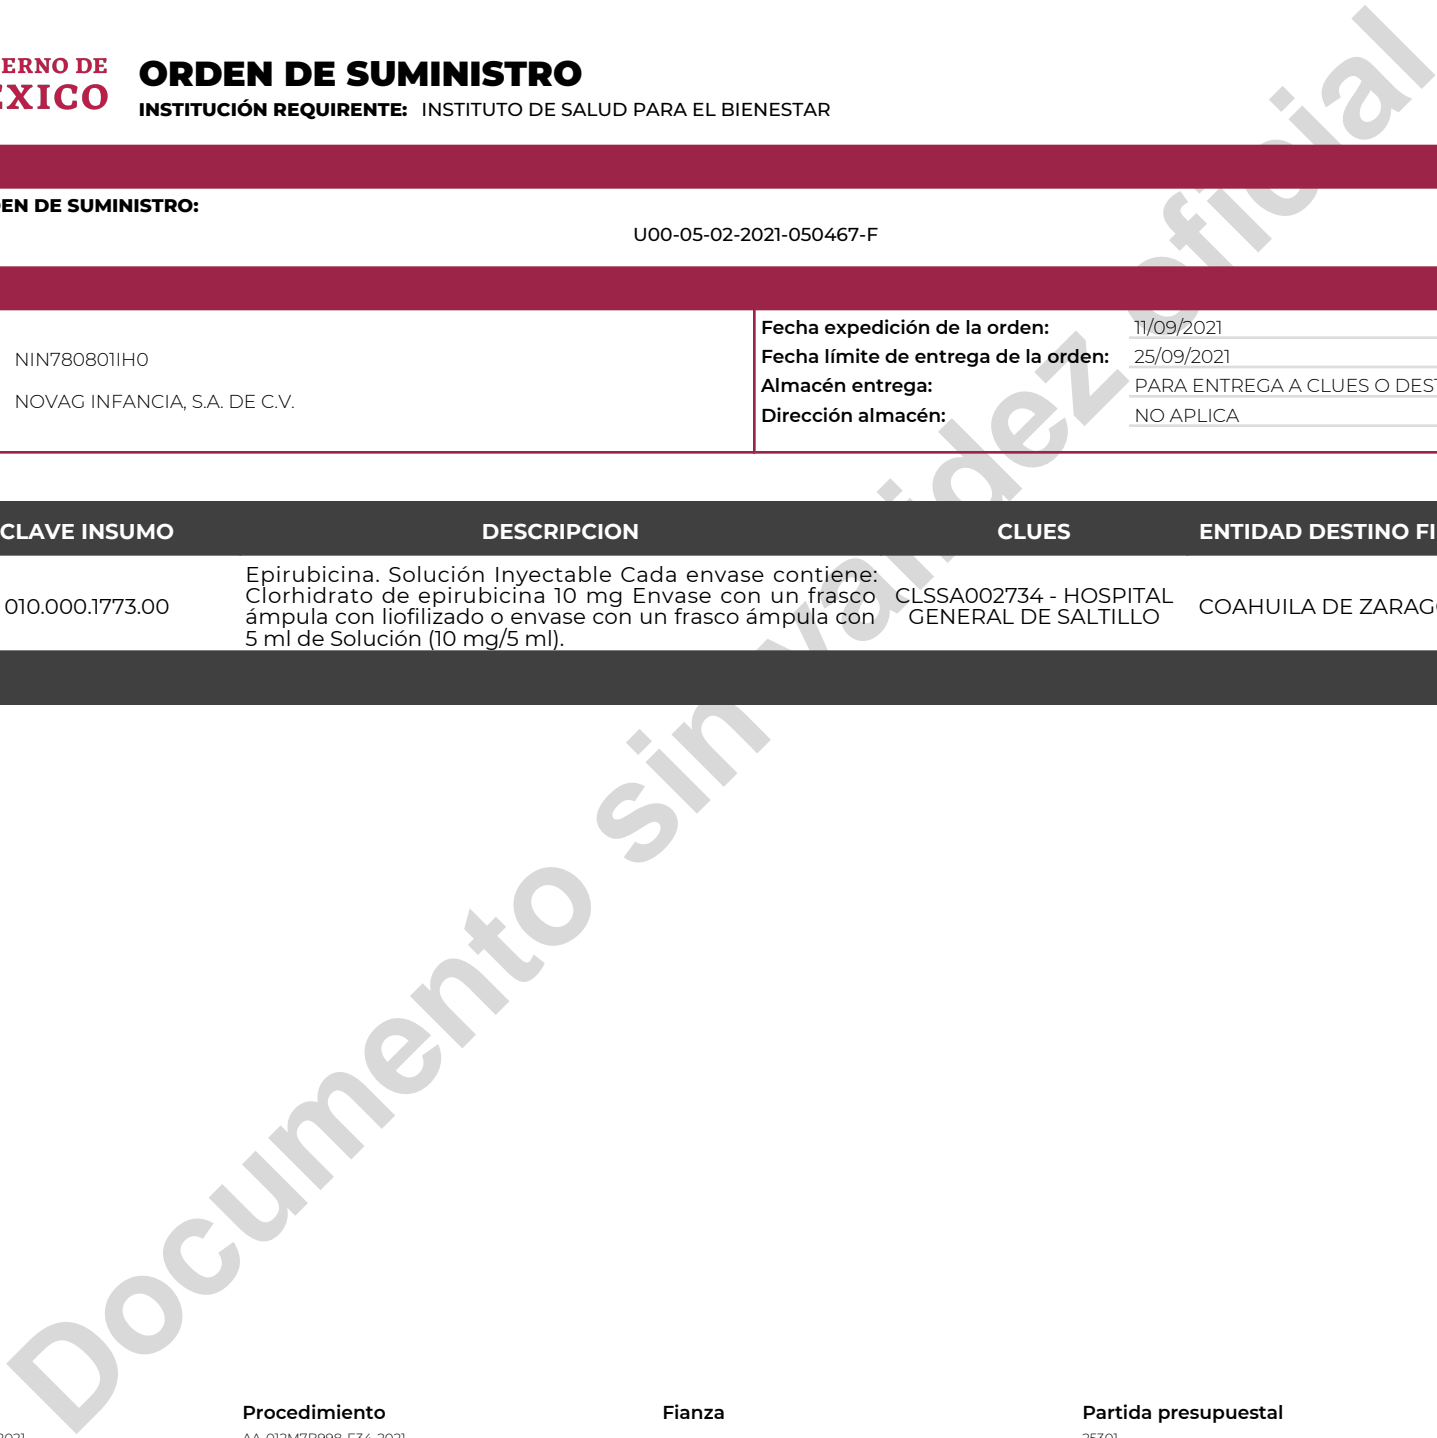 ERNO DE
ÉXICO
ORDEN DE SUMINISTRO
INSTITUCIÓN REQUIRENTE: INSTITUTO DE SALUD PARA EL BIENESTAR
EN DE SUMINISTRO:
U00-05-02-2021-050467-F
NIN780801IH0
NOVAG INFANCIA, S.A. DE C.V.
Fecha expedición de la orden: 11/09/2021
Fecha límite de entrega de la orden: 25/09/2021
Almacén entrega: PARA ENTREGA A CLUES O DEST
Dirección almacén: NO APLICA
CLAVE INSUMO DESCRIPCION CLUES ENTIDAD DESTINO FI
010.000.1773.00
Epirubicina. Solución Inyectable Cada envase contiene:
Clorhidrato de epirubicina 10 mg Envase con un frasco
ámpula con liofilizado o envase con un frasco ámpula con
5 ml de Solución (10 mg/5 ml).
CLSSA002734 - HOSPITAL
GENERAL DE SALTILLO
COAHUILA DE ZARAG
Documento sin validez oficial
Procedimiento Fianza Partida presupuestal